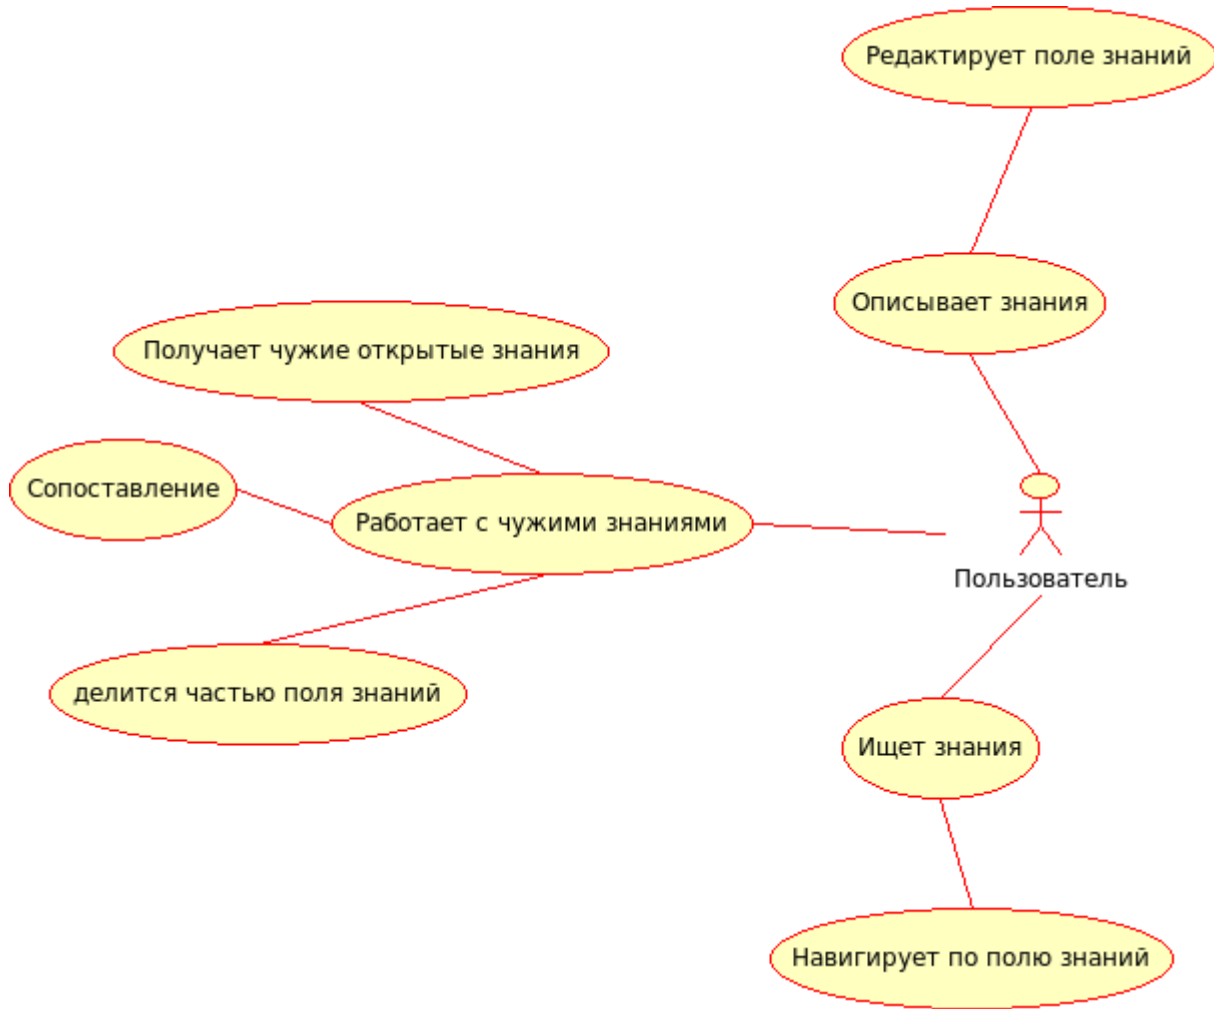 Редактирует поле знаний
Описывает знания
Получает чужие открытые знания
Сопоставление
Работает с чужими знаниями
Пользователь
делится частью поля знаний
Ищет знания
Навигирует по полю знаний